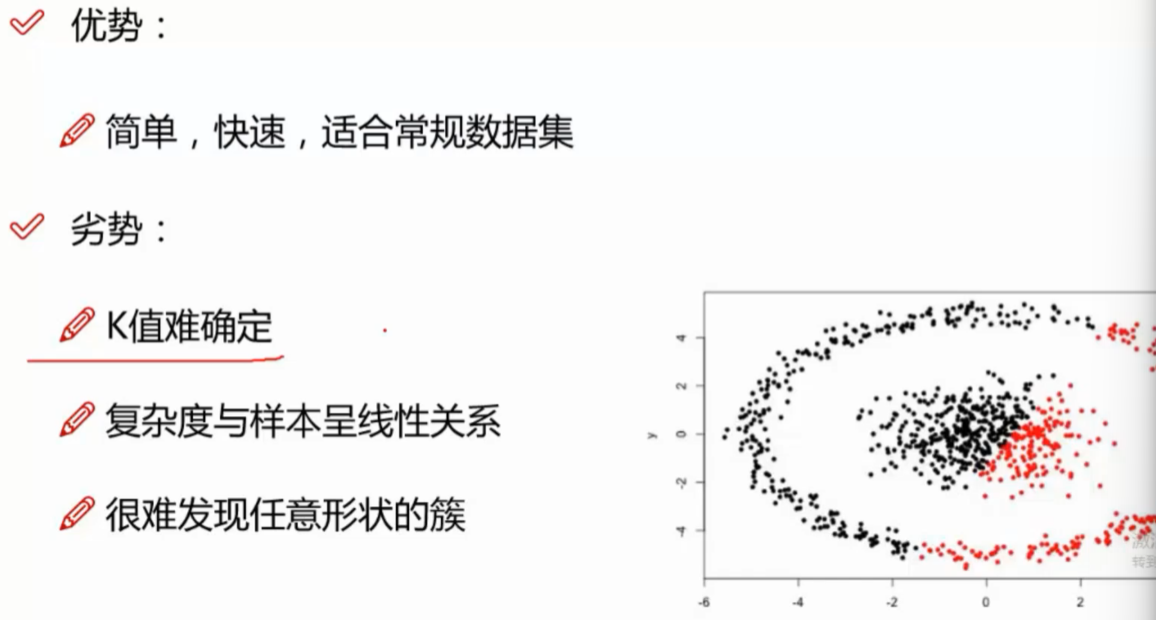 优势：
简单，快速，适合常规数据集
劣势：
K值难确定
复杂度与样本呈线性关系
很难发现任意形状的簇
y
4
2
0
-2
-4
-6 -4 -2 0 2
转到